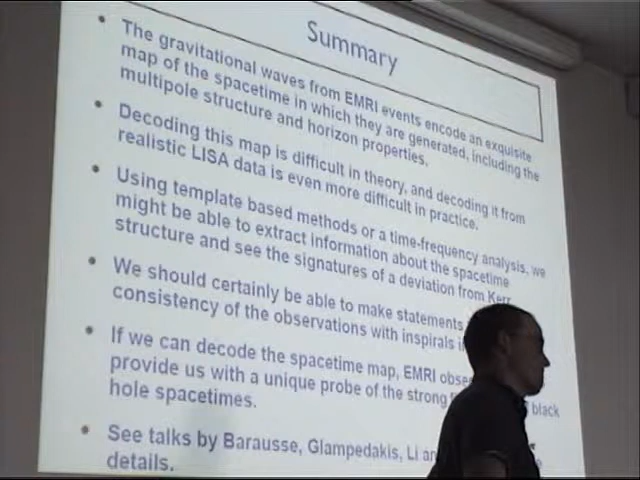 Summary
• The gravitational waves from EMRI events encode an exquisite
map of the spacetime in which they are generated, including the
multipole structure and horizon properties.
• Decoding this map is difficult in theory, and decoding it from
realistic LISA data is even more difficult in practice.
• Using template based methods or a time-frequency analysis, we
might be able to extract information about the spacetime
structure and see the signatures of a deviation from Kerr
• We should certainly be able to make statements
consistency of the observations with inspirals
• If we can decode the spacetime map, EMRI
provide us with a unique probe of the strong black
hole spacetimes.
• See talks by Barausse, Glampedakis, Li
details.